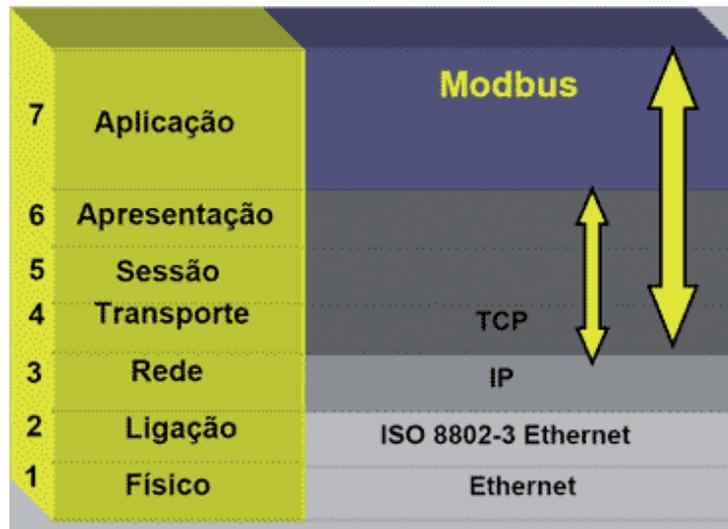 Modbus
7 Aplicação
6 Apresentação
5 Sessão
4 Transporte TCP
3 Rede IP
2 Ligação ISO 8802-3 Ethernet
1 Físico Ethernet